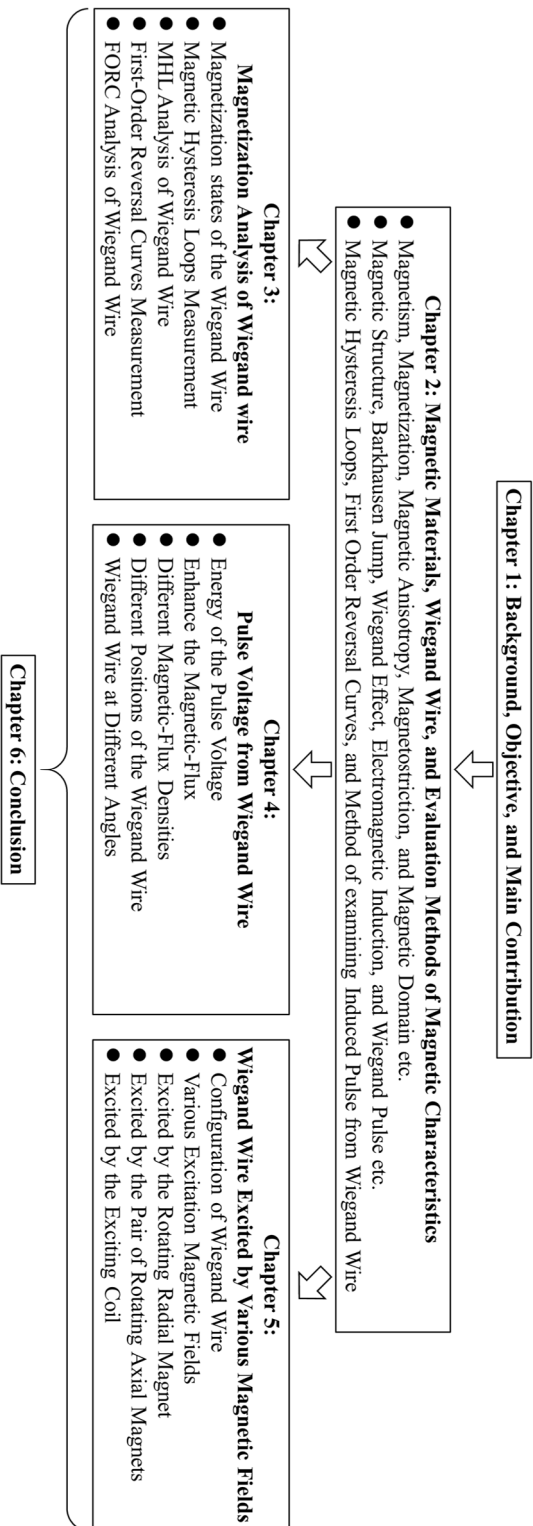 Chapter 1: Background, Objective, and Main Contribution
Chapter 2: Magnetic Materials, Wiegand Wire, and Evaluation Methods of Magnetic Characteristics
● Magnetism, Magnetization, Magnetic Anisotropy, Magnetostriction, and Magnetic Domain etc.
● Magnetic Structure, Barkhausen Jump, Wiegand Effect, Electromagnetic Induction, and Wiegand Pulse etc.
● Magnetic Hysteresis Loops, First Order Reversal Curves, and Method of examining Induced Pulse from Wiegand Wire
Chapter 3:
Magnetization Analysis of Wiegand wire
● Magnetization states of the Wiegand Wire
● Magnetic Hysteresis Loops Measurement
● MHL Analysis of Wiegand Wire
● First-Order Reversal Curves Measurement
● FORC Analysis of Wiegand Wire
Chapter 4:
Pulse Voltage from Wiegand Wire
● Energy of the Pulse Voltage
● Enhance the Magnetic-Flux
● Different Magnetic-Flux Densities
● Different Positions of the Wiegand Wire
● Wiegand Wire at Different Angles
Chapter 5:
Wiegand Wire Excited by Various Magnetic Fields
● Configuration of Wiegand Wire
● Various Excitation Magnetic Fields
● Excited by the Rotating Radial Magnet
● Excited by the Pair of Rotating Axial Magnets
● Excited by the Exciting Coil
Chapter 6: Conclusion